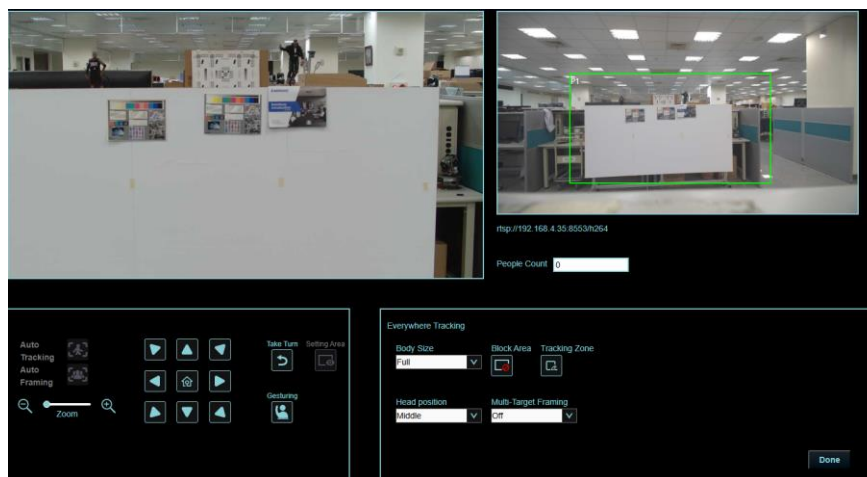 P1
rtsp://192.168.4.35:8553/h264
People Count 0
Auto Tracking
Auto Framing
Zoom
Take Turn
Setting Area
Gesturing
Everywhere Tracking
Body Size
Full
Block Area
Tracking Zone
Head position
Middle
Multi-Target Framing
Off
Done